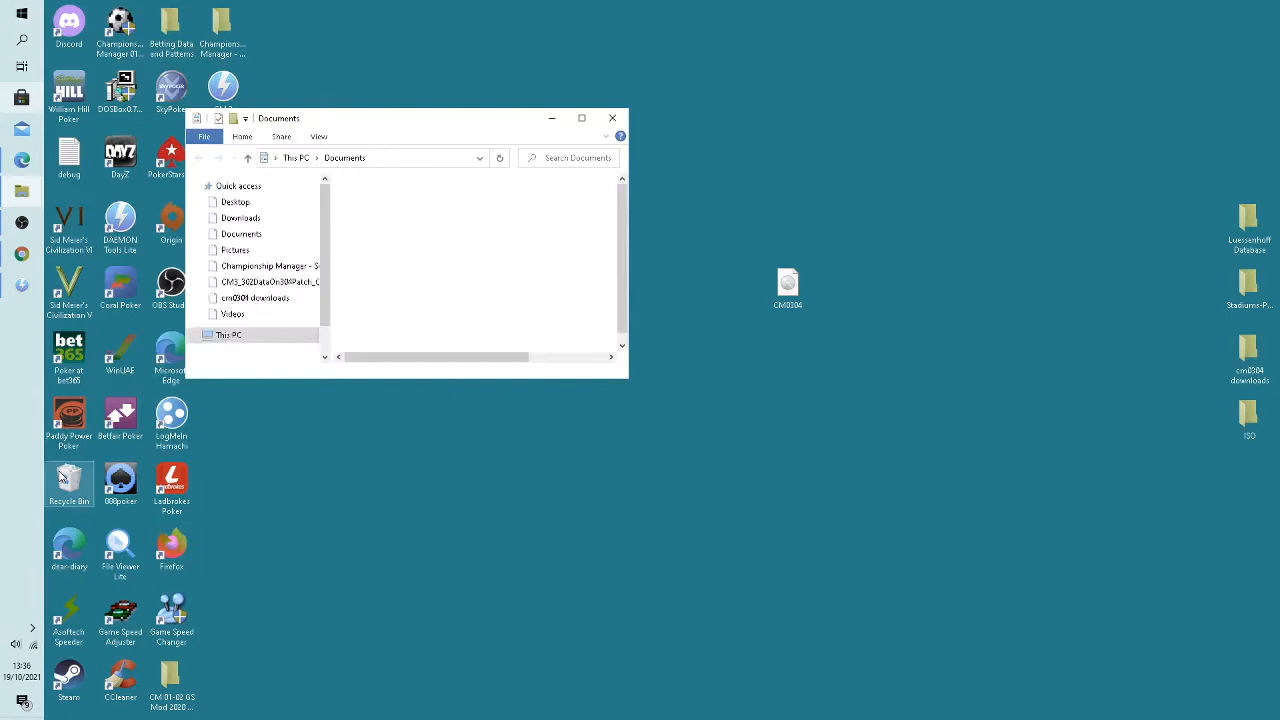 Discord
Champions...
Manager 01...
Betting Data
and Patterns
Champions...
Manager - ...
William Hill
Poker
DOSBox0.7...
SkyPoker
debug
DayZ
PokerStars
Sid Meier's
Civilization VI
DAEMON
Tools Lite
Origin
Sid Meier's
Civilization V
Coral Poker
OBS Studi
Poker at
bet365
WinUAE
Microso
Edge
Paddy Power
Poker
Betfair Poker
LogMeIn
Hamachi
Recycle Bin
888poker
Ladbrokes
Poker
dear-diary
File Viewer
Lite
Firefox
Asoftech
Speeder
Game Speed
Adjuster
Game Speed
Changer
Steam
CCleaner
CM 01-02 GS
Mod 2020 ...
Documents
File Home Share View
This PC > Documents
Search Documents
Quick access
Desktop
Downloads
Documents
Pictures
Championship Manager - S
CM3_302DataOn304Patch_
cm0304 downloads
Videos
This PC
CM0304
Luessenhoff
Database
Stadiums-P...
cm0304
downloads
ISO
13:36
19/10/2021